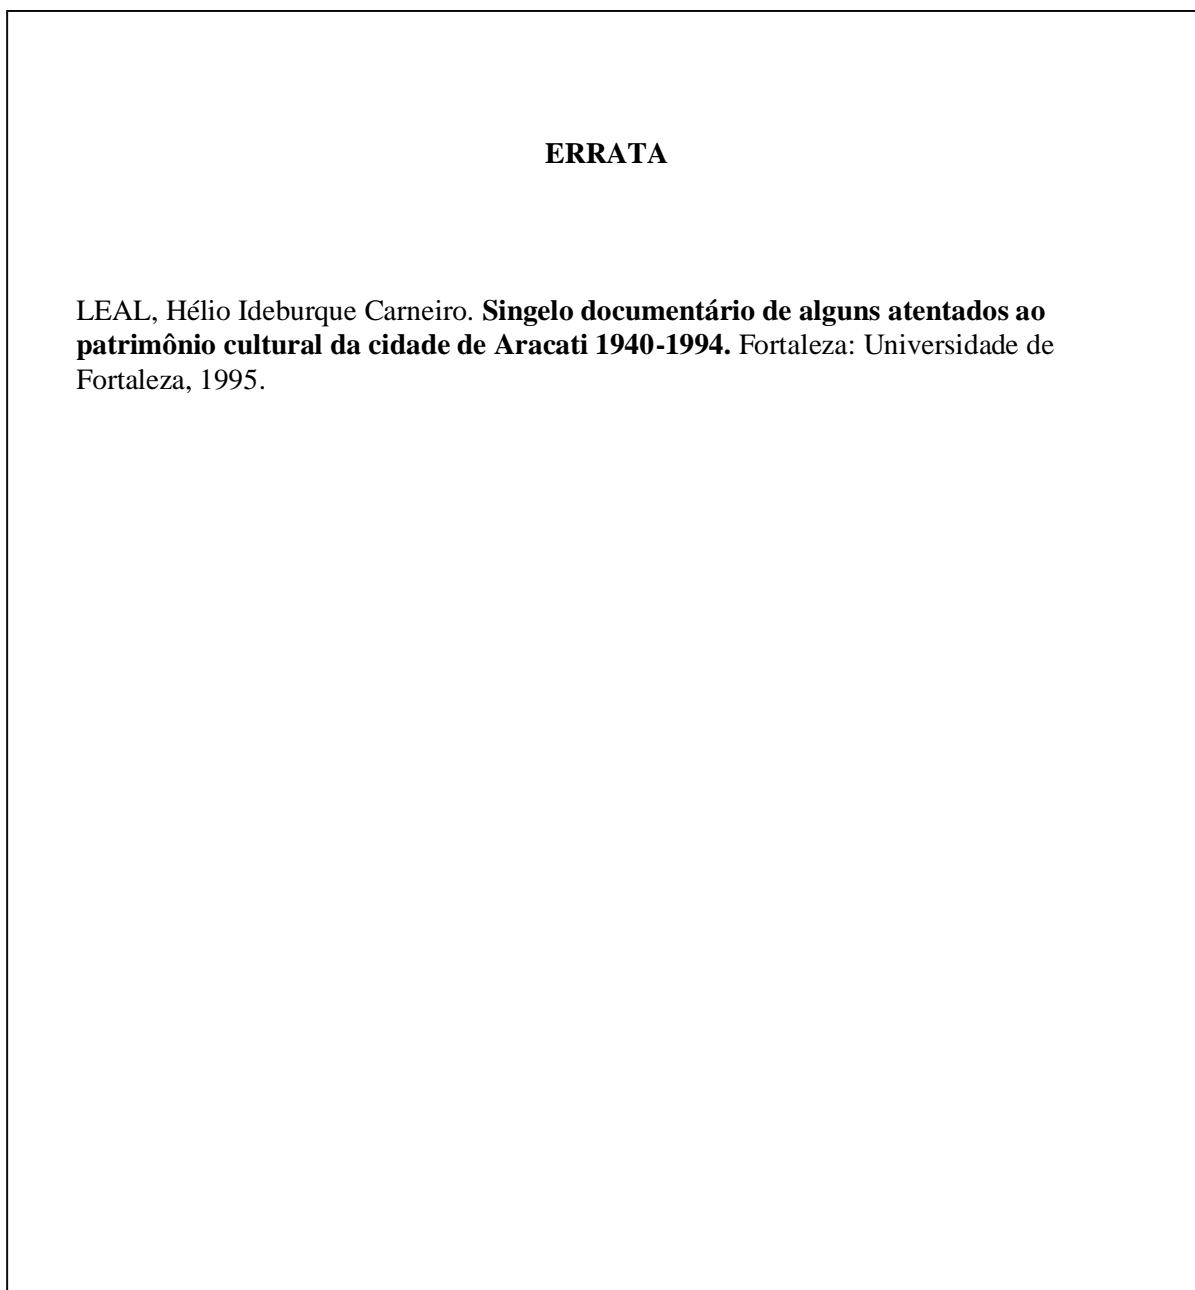 ERRATA
LEAL, Hélio Ideburque Carneiro. Singelo documentário de alguns atentados ao
patrimônio cultural da cidade de Aracati 1940-1994. Fortaleza: Universidade de
Fortaleza, 1995.